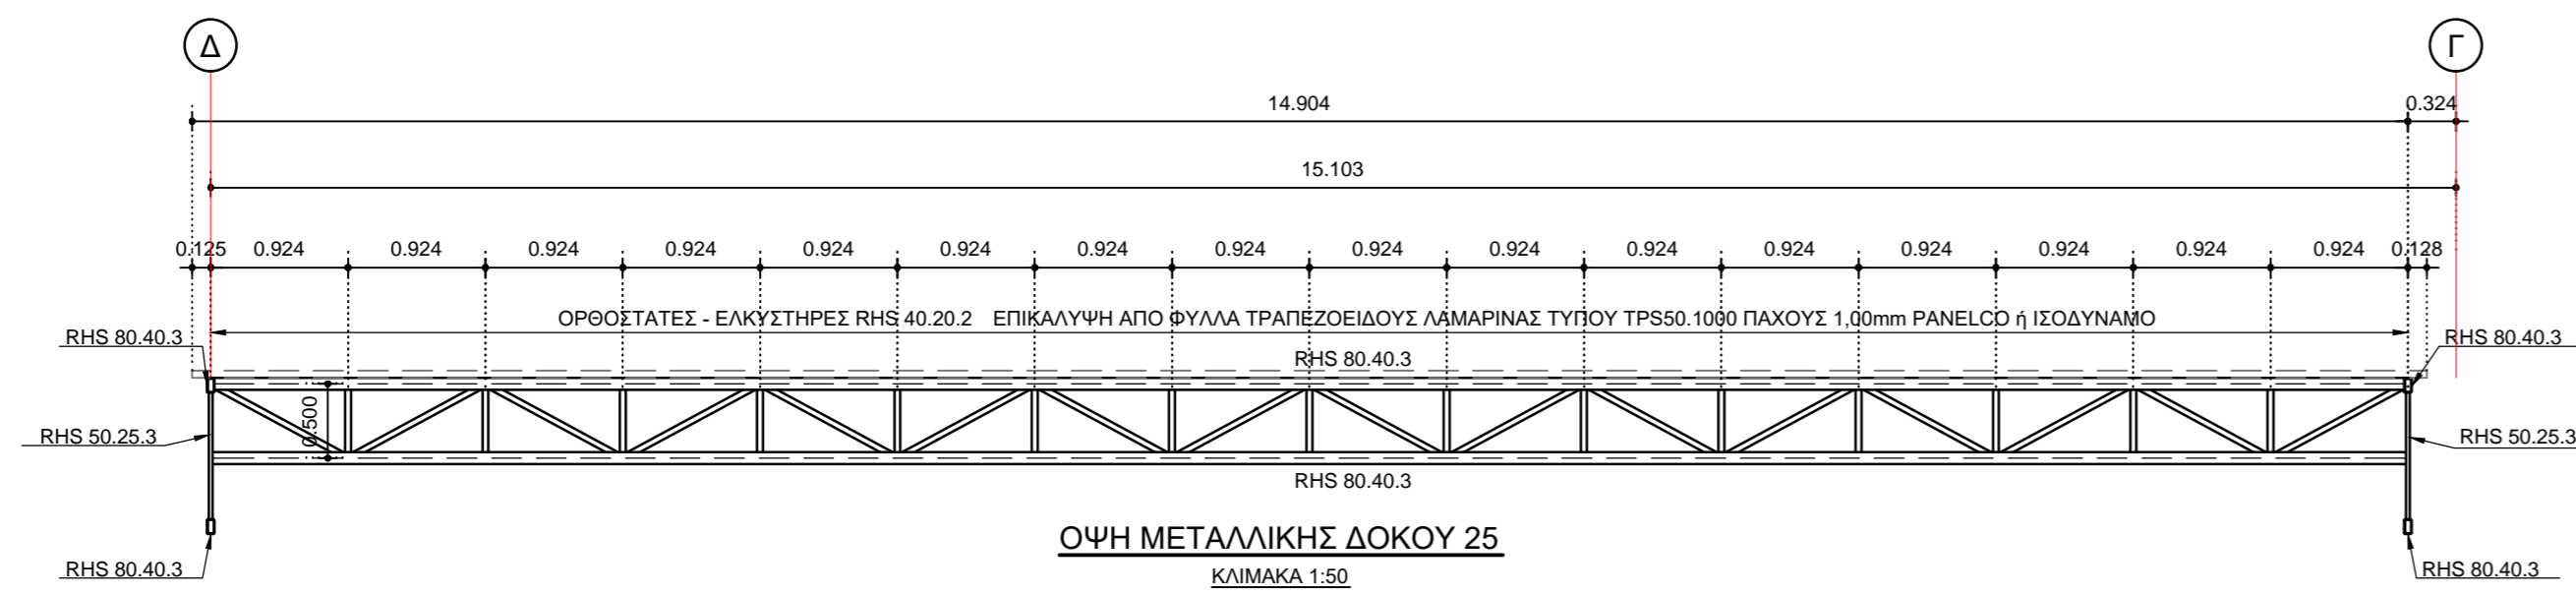 Δ Γ
14.904 0.324
15.103
0.125 0.924 0.924 0.924 0.924 0.924 0.924 0.924 0.924 0.924 0.924 0.924 0.924 0.924 0.924 0.924 0.924 0.128
ΟΡΘΟΣΤΑΤΕΣ - ΕΛΚΥΣΤΗΡΕΣ RHS 40.20.2 ΕΠΙΚΑΛΥΨΗ ΑΠΟ ΦΥΛΛΑ ΤΡΑΠΕΖΟΕΙΔΟΥΣ ΛΑΜΑΡΙΝΑΣ ΤΥΠΟΥ TPS50.1000 ΠΑΧΟΥΣ 1,00mm PANELCO ή ΙΣΟΔΥΝΑΜΟ
RHS 80.40.3 RHS 80.40.3
RHS 80.40.3
0.500
RHS 50.25.3 RHS 50.25.3
RHS 80.40.3
ΟΨΗ ΜΕΤΑΛΛΙΚΗΣ ΔΟΚΟΥ 25
RHS 80.40.3 RHS 80.40.3
ΚΛΙΜΑΚΑ 1:50